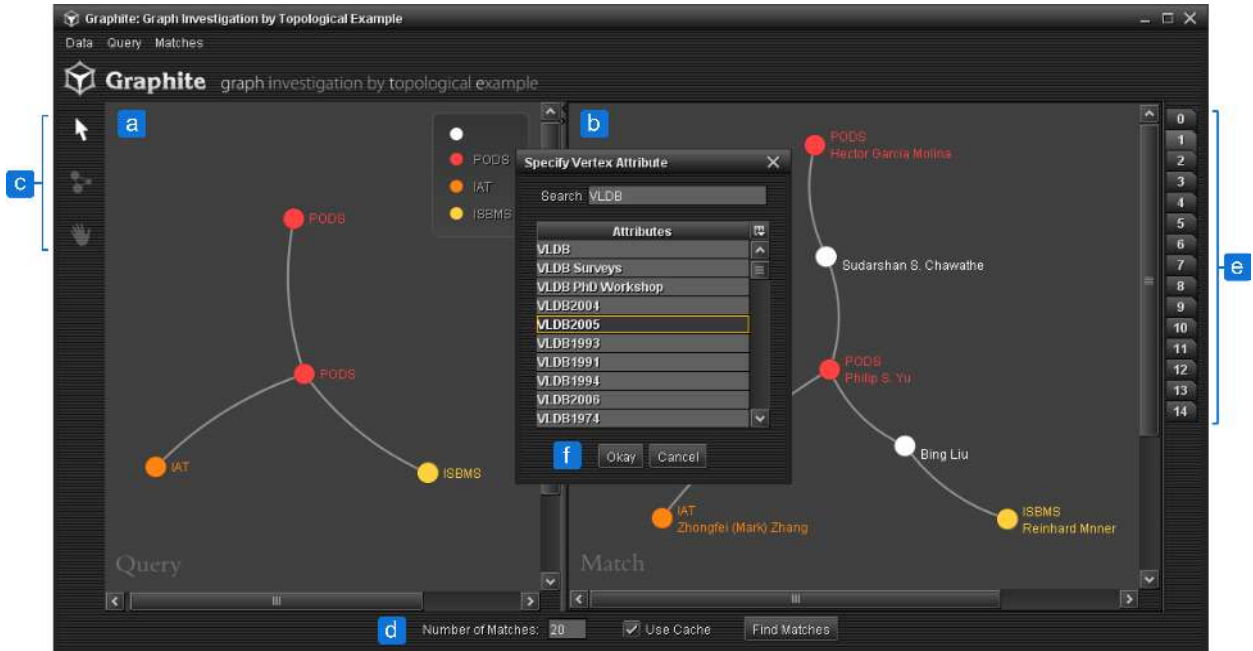 Graphite: Graph Investigation by Topological Example
Data Query Matches
Graphite graph investigation by topological example
a
PODS
IAT
ISBMS
PODS
PODS
IAT
ISBMS
Query
c
b
PODS
Hector Garcia Molina
Sudarshan S. Chawathe
PODS
Philip S. Yu
Bing Liu
IAT
Zhongfei (Mark) Zhang
ISBMS
Reinhard Mnner
Match
Specify Vertex Attribute
Search VLDB
Attributes
VLDB
VLDB Surveys
VLDB PhD Workshop
VLDB2004
VLDB2005
VLDB1993
VLDB1991
VLDB1994
VLDB2006
VLDB1974
f
Okay Cancel
0
1
2
3
4
5
6
7
8
9
10
11
12
13
14
e
d
Number of Matches: 20 Use Cache Find Matches